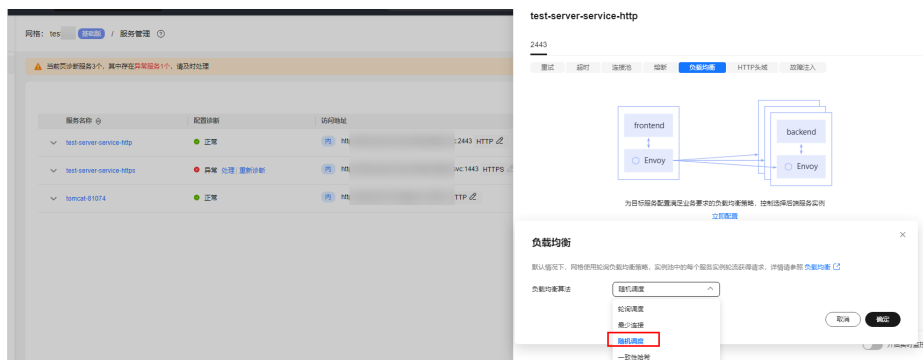 网格： test 基础版 / 服务管理
当前页诊断服务3个，其中存在异常服务1个，请及时处理
服务名称 配置诊断 访问地址
test-server-service-http 正常 内 htt :2443 HTTP
test-server-service-https 异常 处理 | 重新诊断 内 htt svc:1443 HTTPS
tomcat-81074 正常 内 htt TTP
test-server-service-http
2443
重试 超时 连接池 熔断 负载均衡 HTTP头域 故障注入
frontend
backend
Envoy
Envoy
为目标服务配置满足业务要求的负载均衡策略，控制选择后端服务实例
立即配置
负载均衡
默认情况下，网格使用轮询负载均衡策略，实例池中的每个服务实例轮流获得请求，详情请参照 负载均衡
负载均衡算法 随机调度
轮询调度
最少连接
随机调度
一致性哈希
取消 确定